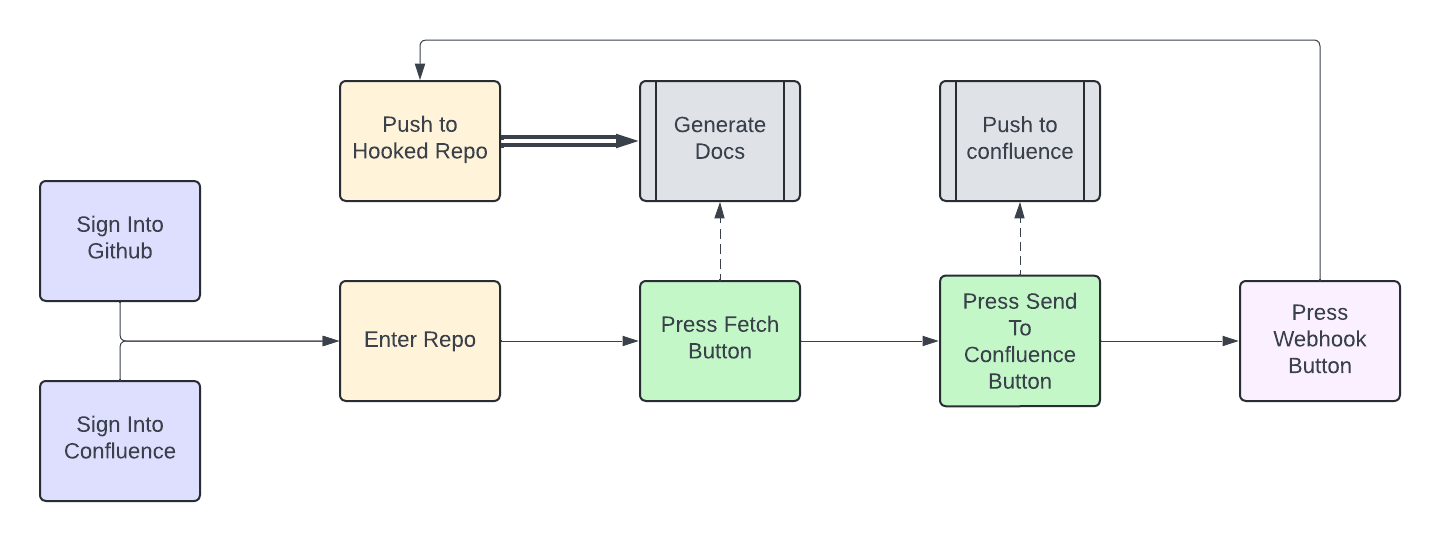 Push to
Hooked Repo
Generate
Docs
Push to
confluence
Sign Into
Github
Enter Repo
Press Fetch
Button
Press Send
To
Confluence
Button
Press
Webhook
Button
Sign Into
Confluence